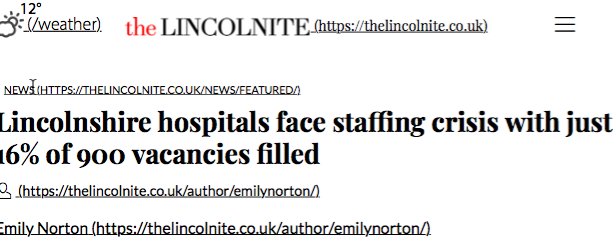 12°
(/weather)
the LINCOLNITE (https://thelincolnite.co.uk)
NEWS (HTTPS://THELINCOLNITE.CO.UK/NEWS/FEATURED/)
Lincolnshire hospitals face staffing crisis with just
16% of 900 vacancies filled
(https://thelincolnite.co.uk/author/emilynorton/)
Emily Norton (https://thelincolnite.co.uk/author/emilynorton/)